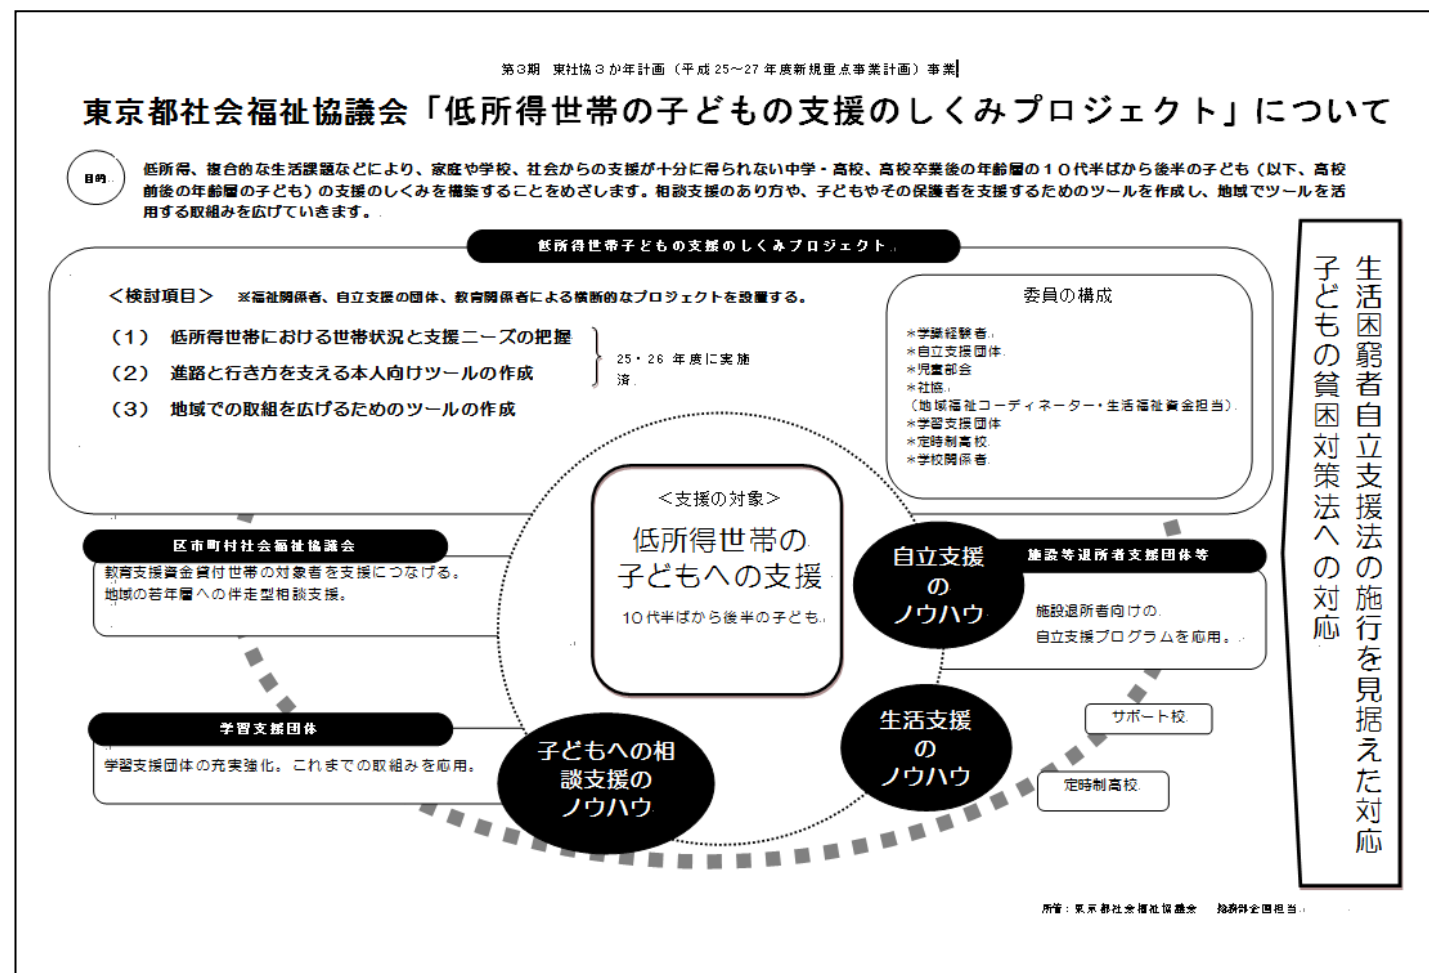 第３期　東社協３か年計画（平成25～27年度新規重点事業計画）事業
東京都社会福祉協議会「低所得世帯の子どもの支援のしくみプロジェクト」について
目的
低所得、複合的な生活課題などにより、家庭や学校、社会からの支援が十分に得られない中学・高校、高校卒業後の年齢層の１０代半ばから後半の子ども（以下、高校
前後の年齢層の子ども）の支援のしくみを構築することをめざします。相談支援のあり方や、子どもやその保護者を支援するためのツールを作成し、地域でツールを活
用する取組みを広げていきます。
低所得世帯子どもの支援のしくみプロジェクト
＜検討項目＞　※福祉関係者、自立支援の団体、教育関係者による横断的なプロジェクトを設置する。
（１）　低所得世帯における世帯状況と支援ニーズの把握
（２）　進路と行き方を支える本人向けツールの作成
（３）　地域での取組を広げるためのツールの作成
25・26 年度に実施
済
委員の構成
＊学識経験者
＊自立支援団体
＊児童部会
＊社協
（地域福祉コーディネーター・生活福祉資金担当）
＊学習支援団体
＊定時制高校
＊学校関係者
＜支援の対象＞
低所得世帯の
子どもへの支援
１０代半ばから後半の子ども
区市町村社会福祉協議会
教育支援資金貸付世帯の対象者を支援につなげる。
地域の若年層への伴走型相談支援。
自立支援
の
ノウハウ
施設等退所者支援団体等
施設退所者向けの
自立支援プログラムを応用。
学習支援団体
学習支援団体の充実強化。これまでの取組みを応用。
子どもへの相
談支援の
ノウハウ
生活支援
の
ノウハウ
サポート校
定時制高校
生活困窮者自立支援法の施行を見据えた対応
子どもの貧困対策法への対応
所管：東京都社会福祉協議会　総務部企画担当